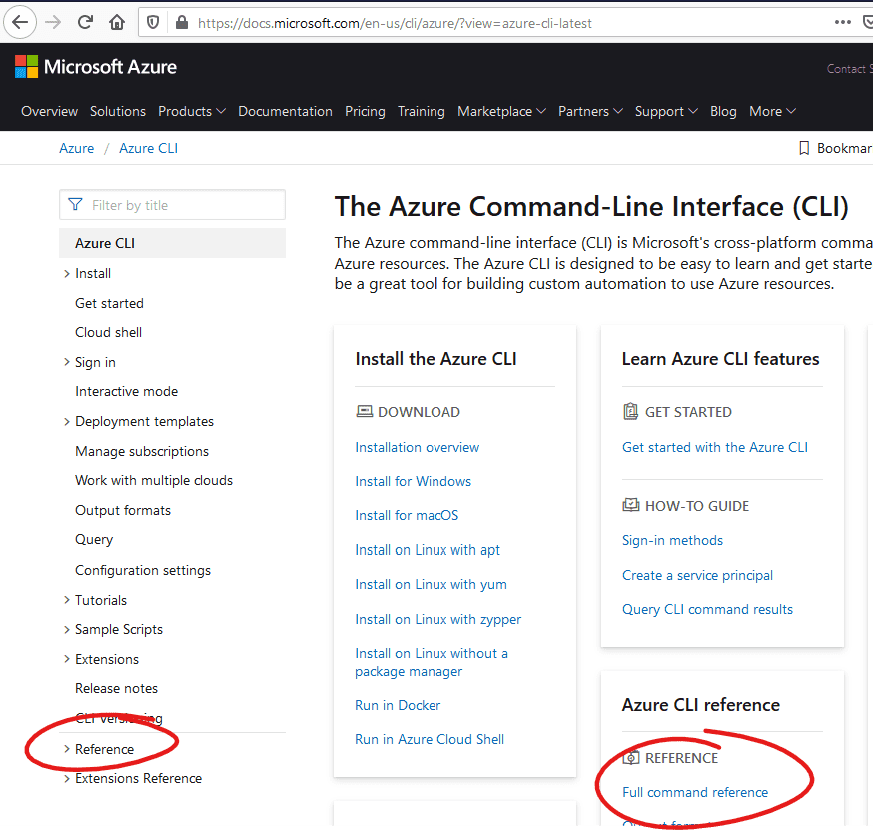 https://docs.microsoft.com/en-us/cli/azure/?view=azure-cli-latest
Microsoft Azure
Contact
Overview Solutions Products Documentation Pricing Training Marketplace Partners Support Blog More
Azure / Azure CLI
Bookmar
Filter by title
Azure CLI
Install
Get started
Cloud shell
Sign in
Interactive mode
Deployment templates
Manage subscriptions
Work with multiple clouds
Output formats
Query
Configuration settings
Tutorials
Sample Scripts
Extensions
Release notes
CLI versioning
Reference
Extensions Reference
The Azure Command-Line Interface (CLI)
The Azure command-line interface (CLI) is Microsoft's cross-platform comma
Azure resources. The Azure CLI is designed to be easy to learn and get starte
be a great tool for building custom automation to use Azure resources.
Install the Azure CLI
DOWNLOAD
Installation overview
Install for Windows
Install for macOS
Install on Linux with apt
Install on Linux with yum
Install on Linux with zypper
Install on Linux without a
package manager
Run in Docker
Run in Azure Cloud Shell
Learn Azure CLI features
GET STARTED
Get started with the Azure CLI
HOW-TO GUIDE
Sign-in methods
Create a service principal
Query CLI command results
Azure CLI reference
REFERENCE
Full command reference